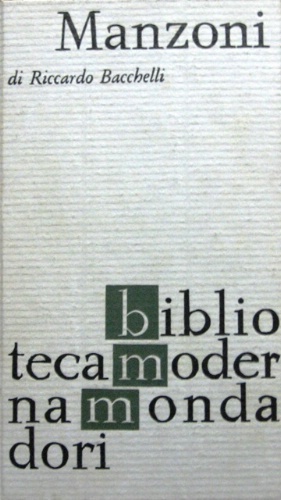 Manzoni
di Riccardo Bacchelli
biblio
tecamoder
namonda
dori